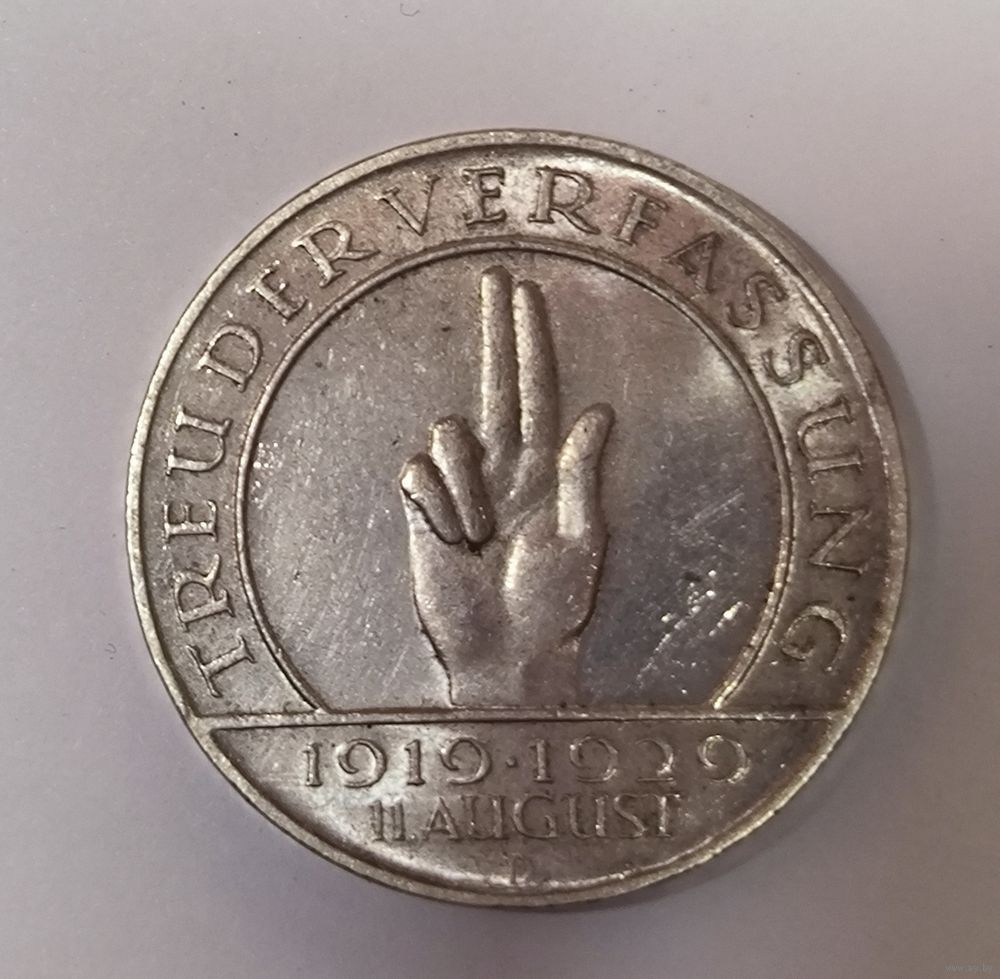 TREU DER VERFASSUNG
1919·1929
11. AUGUST